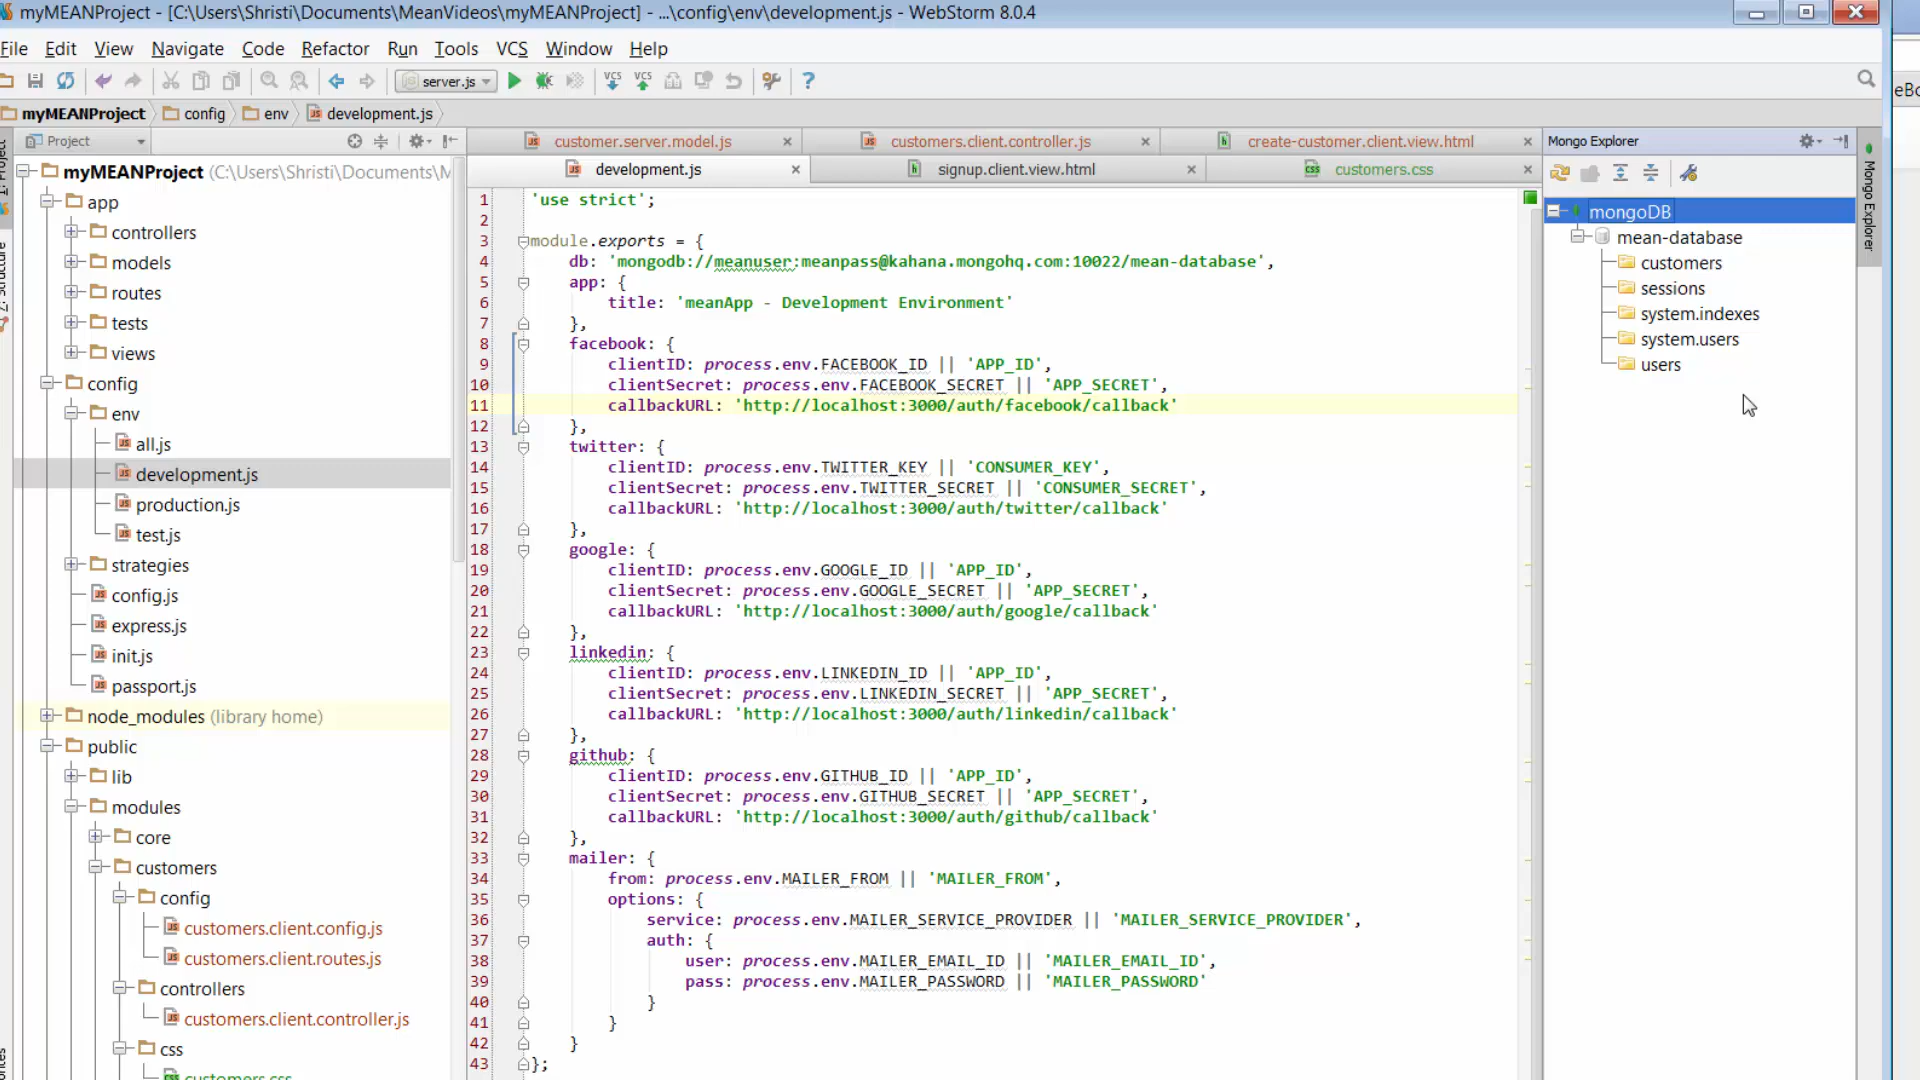 myMEANProject - [C:\Users\Shristi\Documents\MeanVideos\myMEANProject] - ...\config\env\development.js - WebStorm 8.0.4
File Edit View Navigate Code Refactor Run Tools VCS Window Help
server.js VCS VCS ?
myMEANProject config env development.js
Project
customer.server.model.js customers.client.controller.js create-customer.client.view.html
development.js signup.client.view.html customers.css
myMEANProject (C:\Users\Shristi\Documents\M
app
controllers
models
routes
tests
views
config
env
all.js
development.js
production.js
test.js
strategies
config.js
express.js
init.js
passport.js
node_modules (library home)
public
lib
modules
core
customers
config
customers.client.config.js
customers.client.routes.js
controllers
customers.client.controller.js
css
customers.css
1 'use strict';
2
3 module.exports = {
4 db: 'mongodb://meanuser:meanpass@kahana.mongohq.com:10022/mean-database',
5 app: {
6 title: 'meanApp - Development Environment'
7 },
8 facebook: {
9 clientID: process.env.FACEBOOK_ID || 'APP_ID',
10 clientSecret: process.env.FACEBOOK_SECRET || 'APP_SECRET',
11 callbackURL: 'http://localhost:3000/auth/facebook/callback'
12 },
13 twitter: {
14 clientID: process.env.TWITTER_KEY || 'CONSUMER_KEY',
15 clientSecret: process.env.TWITTER_SECRET || 'CONSUMER_SECRET',
16 callbackURL: 'http://localhost:3000/auth/twitter/callback'
17 },
18 google: {
19 clientID: process.env.GOOGLE_ID || 'APP_ID',
20 clientSecret: process.env.GOOGLE_SECRET || 'APP_SECRET',
21 callbackURL: 'http://localhost:3000/auth/google/callback'
22 },
23 linkedin: {
24 clientID: process.env.LINKEDIN_ID || 'APP_ID',
25 clientSecret: process.env.LINKEDIN_SECRET || 'APP_SECRET',
26 callbackURL: 'http://localhost:3000/auth/linkedin/callback'
27 },
28 github: {
29 clientID: process.env.GITHUB_ID || 'APP_ID',
30 clientSecret: process.env.GITHUB_SECRET || 'APP_SECRET',
31 callbackURL: 'http://localhost:3000/auth/github/callback'
32 },
33 mailer: {
34 from: process.env.MAILER_FROM || 'MAILER_FROM',
35 options: {
36 service: process.env.MAILER_SERVICE_PROVIDER || 'MAILER_SERVICE_PROVIDER',
37 auth: {
38 user: process.env.MAILER_EMAIL_ID || 'MAILER_EMAIL_ID',
39 pass: process.env.MAILER_PASSWORD || 'MAILER_PASSWORD'
40 }
41 }
42 }
43 };
Mongo Explorer
mongoDB
mean-database
customers
sessions
system.indexes
system.users
users
Mongo Explorer
eBo